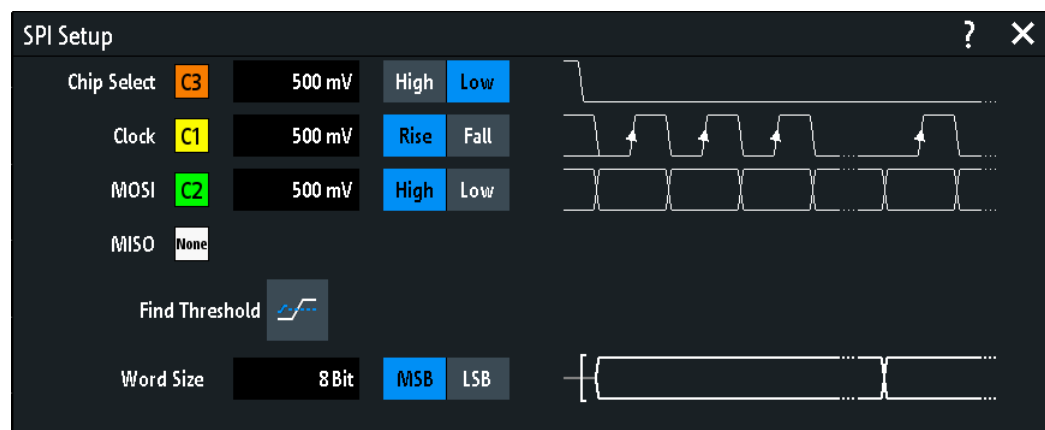 SPI Setup ? ✕
Chip Select C3 500 mV High Low
Clock C1 500 mV Rise Fall
MOSI C2 500 mV High Low
MISO None
Find Threshold
Word Size 8 Bit MSB LSB